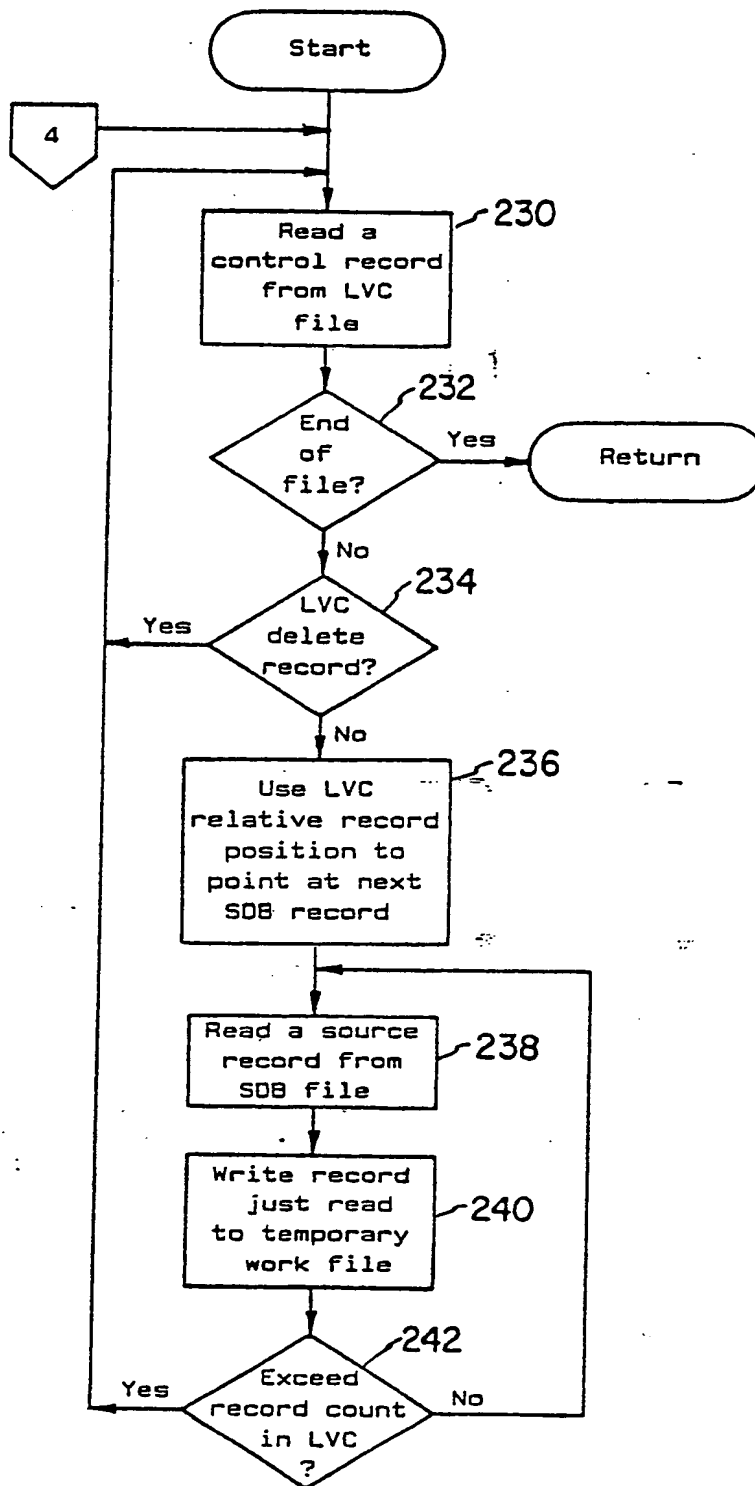 Start
4
230
Read a
control record
from LVC
file
232
End
of
file?
Yes
Return
No
234
LVC
delete
record?
Yes
No
236
Use LVC
relative record
position to
point at next
SDB record
Read a source
record from
SDB file
238
Write record
just read
to temporary
work file
240
242
Exceed
record count
in LVC
?
Yes
No